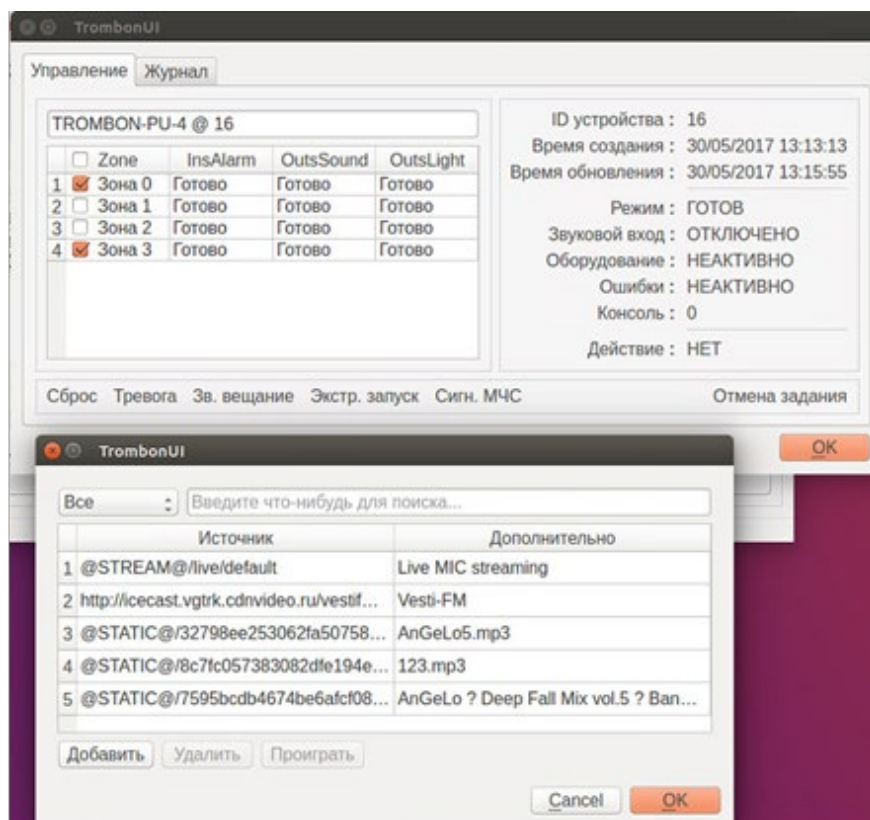 TrombonUI
Управление Журнал
TROMBON-PU-4 @ 16
Zone InsAlarm OutsSound OutsLight
1 Зона 0 Готово Готово Готово
2 Зона 1 Готово Готово Готово
3 Зона 2 Готово Готово Готово
4 Зона 3 Готово Готово Готово
ID устройства : 16
Время создания : 30/05/2017 13:13:13
Время обновления : 30/05/2017 13:15:55
Режим : ГОТОВ
Звуковой вход : ОТКЛЮЧЕНО
Оборудование : НЕАКТИВНО
Ошибки : НЕАКТИВНО
Консоль : 0
Действие : НЕТ
Сброс Тревога Зв. вещание Экстр. запуск Сигн. МЧС Отмена задания
OK
TrombonUI
Все Введите что-нибудь для поиска...
Источник Дополнительно
1 @STREAM@/live/default Live MIC streaming
2 http://icecast.vgtrk.cdnvideo.ru/vestif... Vesti-FM
3 @STATIC@/32798ee253062fa50758... AnGeLo5.mp3
4 @STATIC@/8c7fc057383082dfe194e... 123.mp3
5 @STATIC@/7595bcdb4674be6afcf08... AnGeLo ? Deep Fall Mix vol.5 ? Ban...
Добавить Удалить Проиграть
Cancel OK